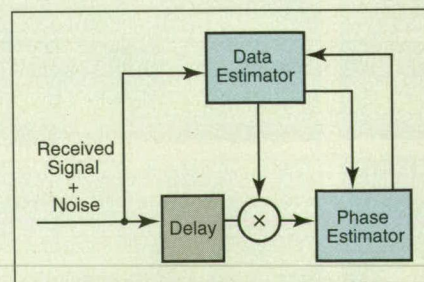 Data
Estimator
Received
Signal
+
Noise
Delay
×
Phase
Estimator